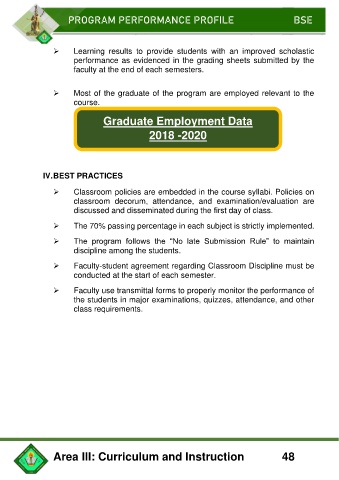 PROGRAM PERFORMANCE PROFILE BSE
➢ Learning results to provide students with an improved scholastic
performance as evidenced in the grading sheets submitted by the
faculty at the end of each semesters.
➢ Most of the graduate of the program are employed relevant to the
course.
Graduate Employment Data
2018 -2020
IV.BEST PRACTICES
➢ Classroom policies are embedded in the course syllabi. Policies on
classroom decorum, attendance, and examination/evaluation are
discussed and disseminated during the first day of class.
➢ The 70% passing percentage in each subject is strictly implemented.
➢ The program follows the “No late Submission Rule” to maintain
discipline among the students.
➢ Faculty-student agreement regarding Classroom Discipline must be
conducted at the start of each semester.
➢ Faculty use transmittal forms to properly monitor the performance of
the students in major examinations, quizzes, attendance, and other
class requirements.
Area III: Curriculum and Instruction 48